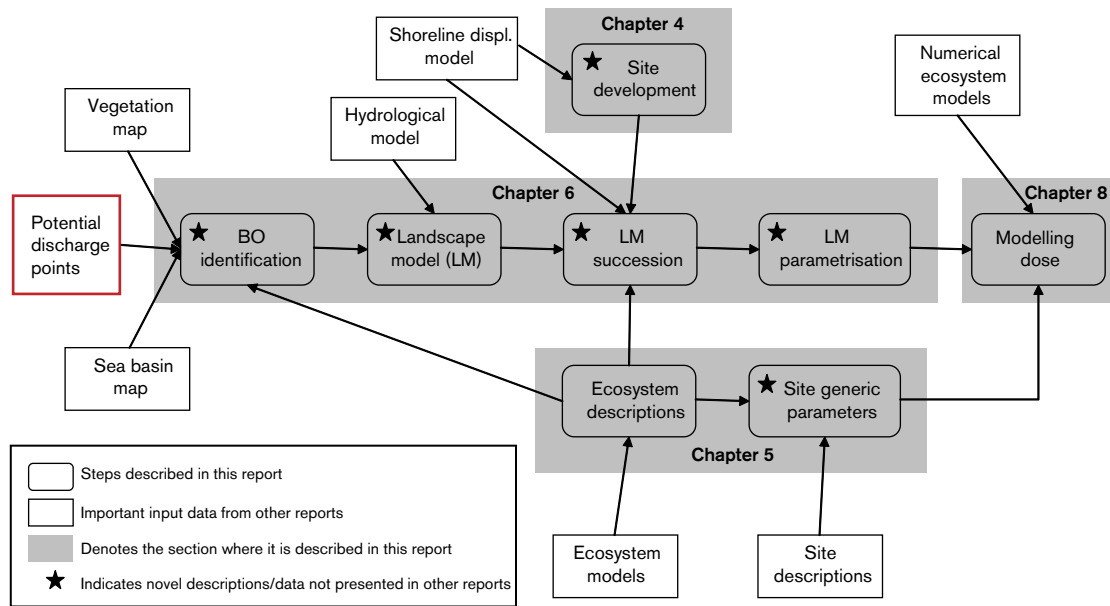 Shoreline displ.
model
Chapter 4
Site
development
Numerical
ecosystem
models
Vegetation
map
Hydrological
model
Chapter 6
Chapter 8
Potential
discharge
points
BO
identification
Landscape
model (LM)
LM
succession
LM
parametrisation
Modelling
dose
Sea basin
map
Ecosystem
descriptions
Site generic
parameters
Chapter 5
Steps described in this report
Important input data from other reports
Denotes the section where it is described in this report
Indicates novel descriptions/data not presented in other reports
Ecosystem
models
Site
descriptions